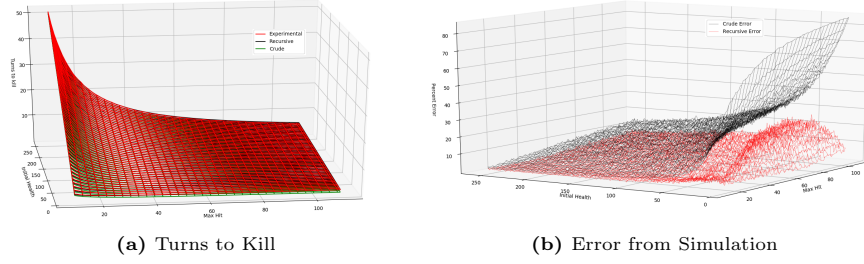 50
40
30
20
10
Turns to kill
250
200
150
100
50
0
Initial Health
0
20
40
60
80
100
Max Hit
Experimental
Recursive
Crude
(a) Turns to Kill
80
70
60
50
40
30
20
10
Percent Error
250
200
150
100
50
0
Initial Health
20
40
60
80
100
Max Hit
Crude Error
Recursive Error
(b) Error from Simulation